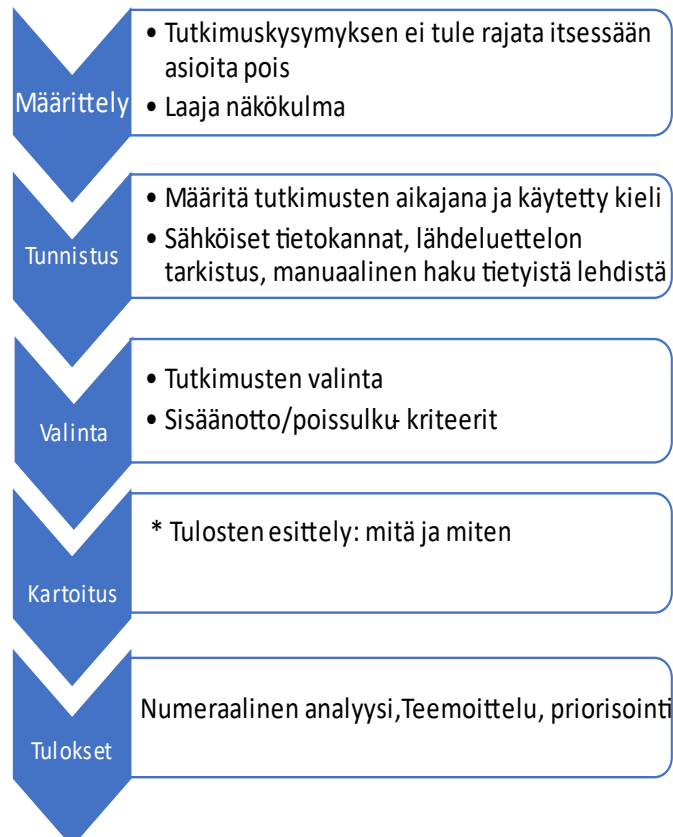 Määrittely
• Tutkimuskysymyksen ei tule rajata itsessään
asioita pois
• Laaja näkökulma
Tunnistus
• Määritä tutkimusten aikajana ja käytetty kieli
• Sähköiset tietokannat, lähdeluettelon
tarkistus, manuaalinen haku tietyistä lehdistä
Valinta
• Tutkimusten valinta
• Sisäänotto/poissulku- kriteerit
Kartoitus
* Tulosten esittely: mitä ja miten
Tulokset
Numeraalinen analyysi,Teemoittelu, priorisointi